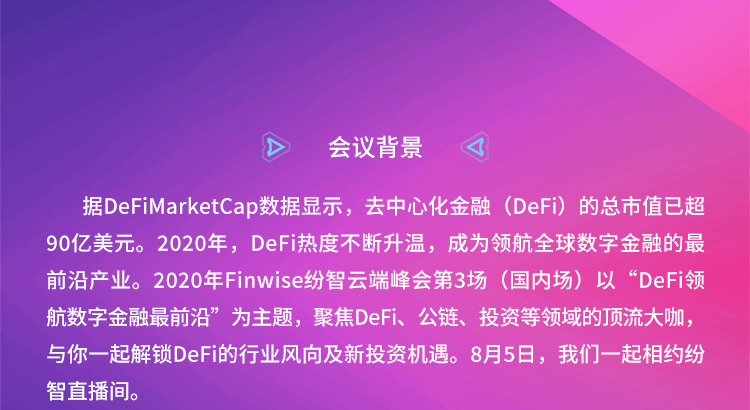 会议背景
据DeFiMarketCap数据显示，去中心化金融（DeFi）的总市值已超
90亿美元。2020年，DeFi热度不断升温，成为领航全球数字金融的最
前沿产业。2020年Finwise纷智云端峰会第3场（国内场）以“DeFi领
航数字金融最前沿”为主题，聚焦DeFi、公链、投资等领域的顶流大咖，
与你一起解锁DeFi的行业风向及新投资机遇。8月5日，我们一起相约纷
智直播间。